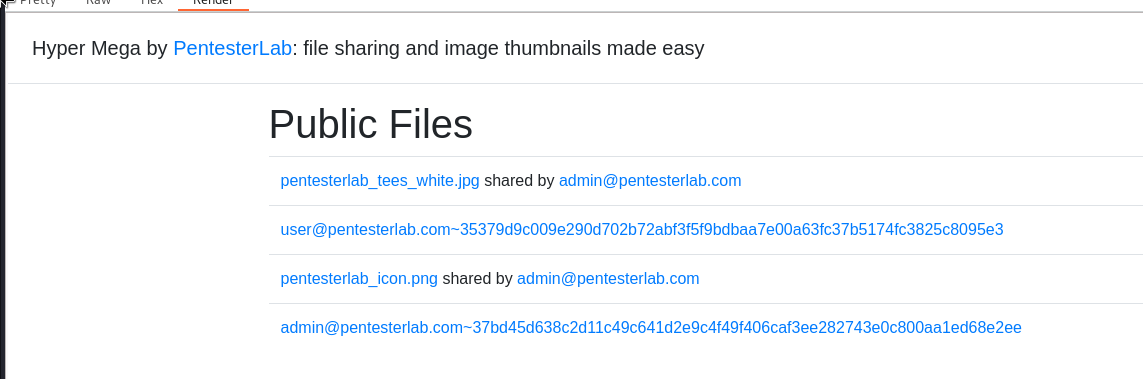 Pretty Raw Hex Render
Hyper Mega by PentesterLab: file sharing and image thumbnails made easy
Public Files
pentesterlab_tees_white.jpg shared by admin@pentesterlab.com
user@pentesterlab.com~35379d9c009e290d702b72abf3f5f9bdbaa7e00a63fc37b5174fc3825c8095e3
pentesterlab_icon.png shared by admin@pentesterlab.com
admin@pentesterlab.com~37bd45d638c2d11c49c641d2e9c4f49f406caf3ee282743e0c800aa1ed68e2ee